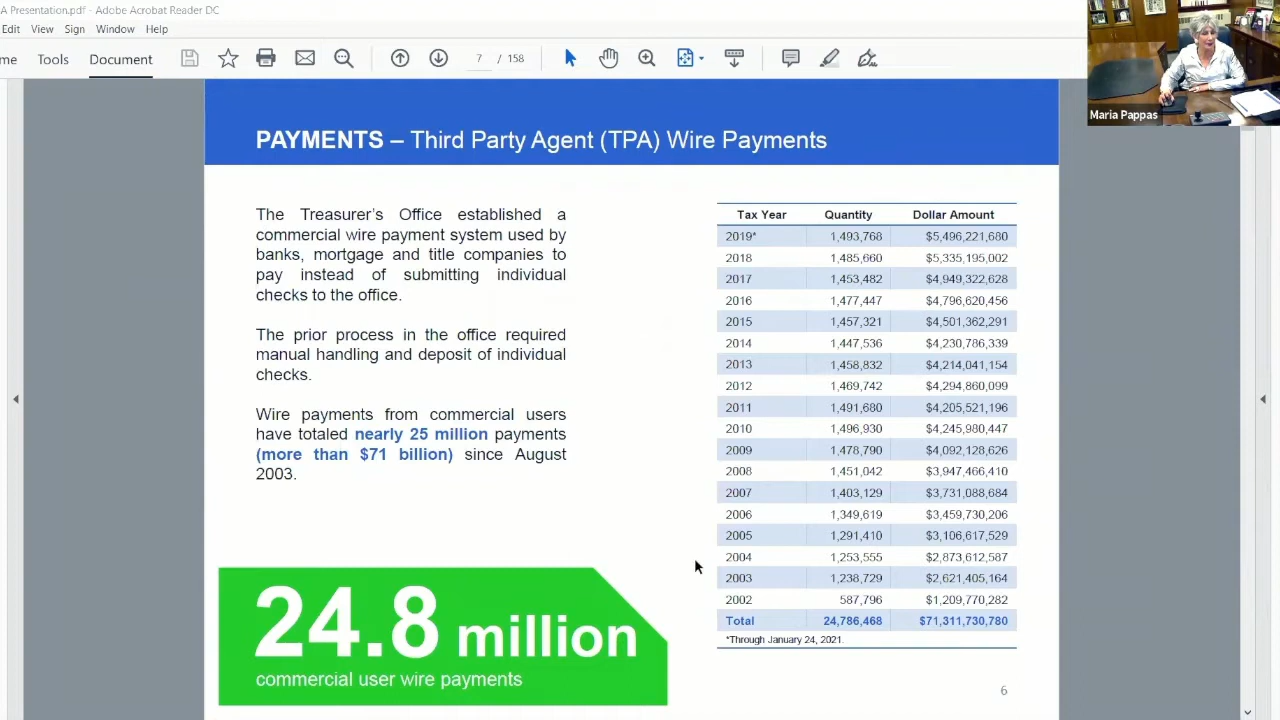 A Presentation.pdf - Adobe Acrobat Reader DC
Edit View Sign Window Help
me Tools Document 7 / 158
Maria Pappas
PAYMENTS – Third Party Agent (TPA) Wire Payments
The Treasurer's Office established a
commercial wire payment system used by
banks, mortgage and title companies to
pay instead of submitting individual
checks to the office.
The prior process in the office required
manual handling and deposit of individual
checks.
Wire payments from commercial users
have totaled nearly 25 million payments
(more than $71 billion) since August
2003.
24.8 million
commercial user wire payments
Tax Year Quantity Dollar Amount
2019* 1,493,768 $5,496,221,680
2018 1,485,660 $5,335,195,002
2017 1,453,482 $4,949,322,628
2016 1,477,447 $4,796,620,456
2015 1,457,321 $4,501,362,291
2014 1,447,536 $4,230,786,339
2013 1,458,832 $4,214,041,154
2012 1,469,742 $4,294,860,099
2011 1,491,680 $4,205,521,196
2010 1,496,930 $4,245,980,447
2009 1,478,790 $4,092,128,626
2008 1,451,042 $3,947,466,410
2007 1,403,129 $3,731,088,684
2006 1,349,619 $3,459,730,206
2005 1,291,410 $3,106,617,529
2004 1,253,555 $2,873,612,587
2003 1,238,729 $2,621,405,164
2002 587,796 $1,209,770,282
Total 24,786,468 $71,311,730,780
*Through January 24, 2021.
6